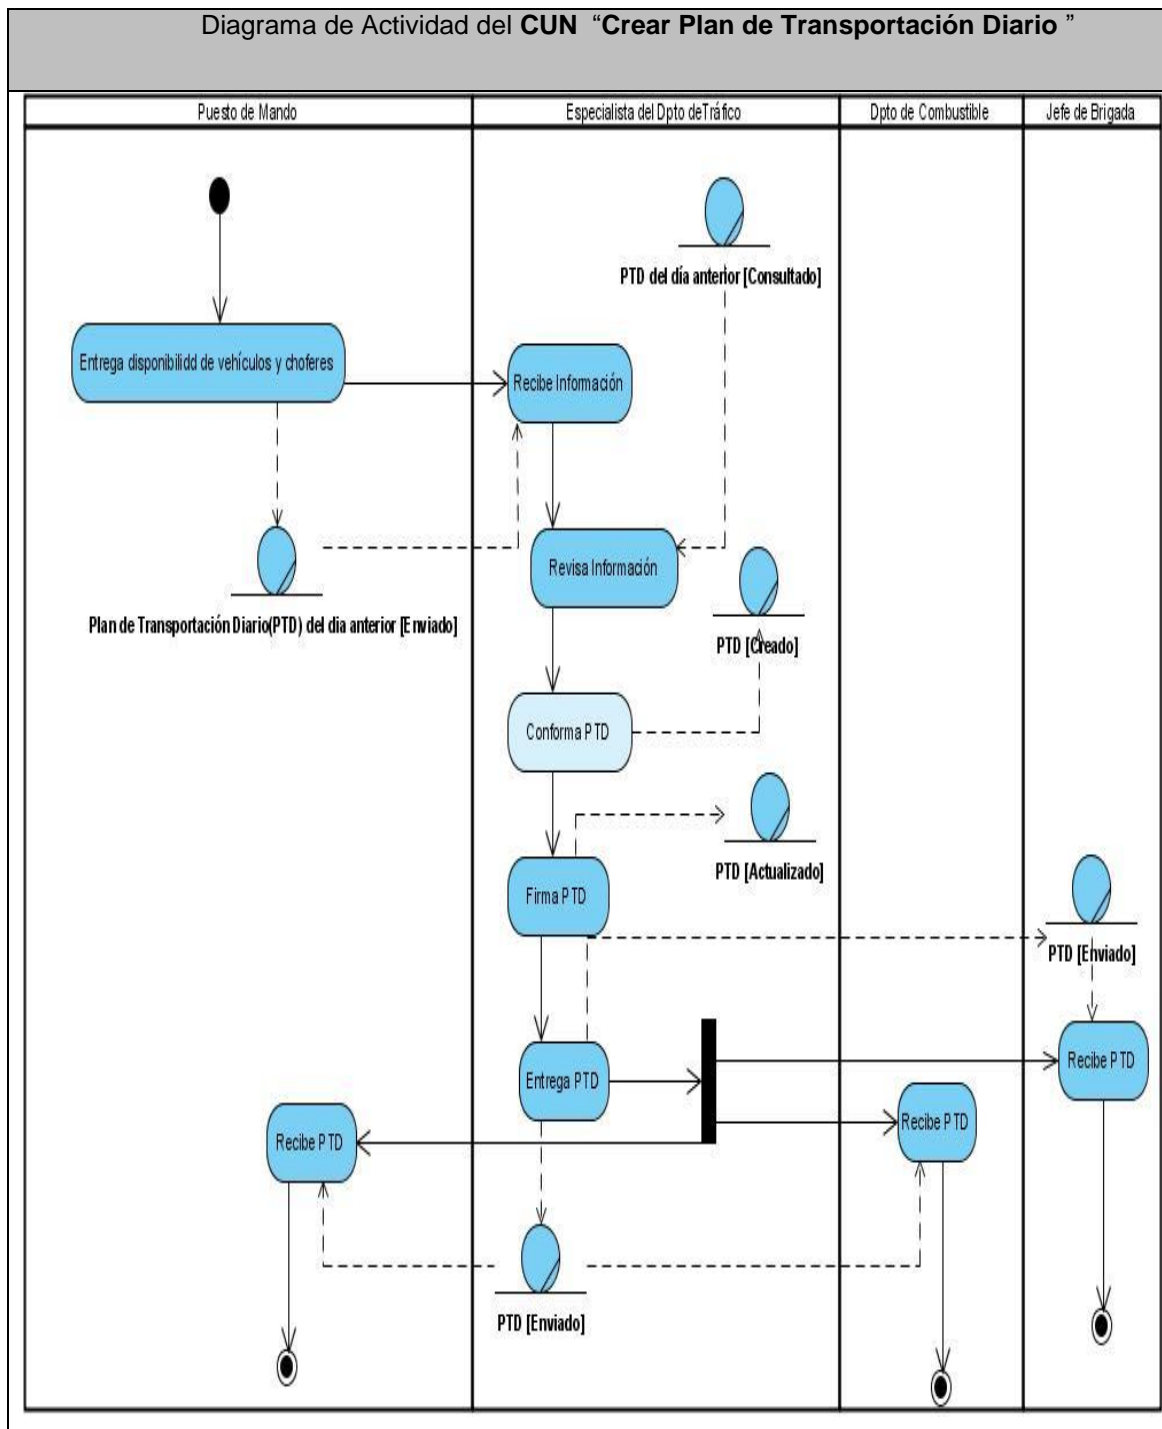 Diagrama de Actividad del CUN “Crear Plan de Transportación Diario ”
Puesto de Mando
Especialista del Dpto deTráfico
Dpto de Combustible
Jefe de Brigada
PTD del día anterior [Consultado]
Entrega disponibilidd de vehículos y choferes
Recibe Información
Revisa Información
Plan de Transportación Diario(PTD) del dia anterior [Enviado]
PTD [Creado]
Conforma PTD
PTD [Actualizado]
Firma PTD
PTD [Enviado]
Entrega PTD
Recibe PTD
Recibe PTD
Recibe PTD
PTD [Enviado]